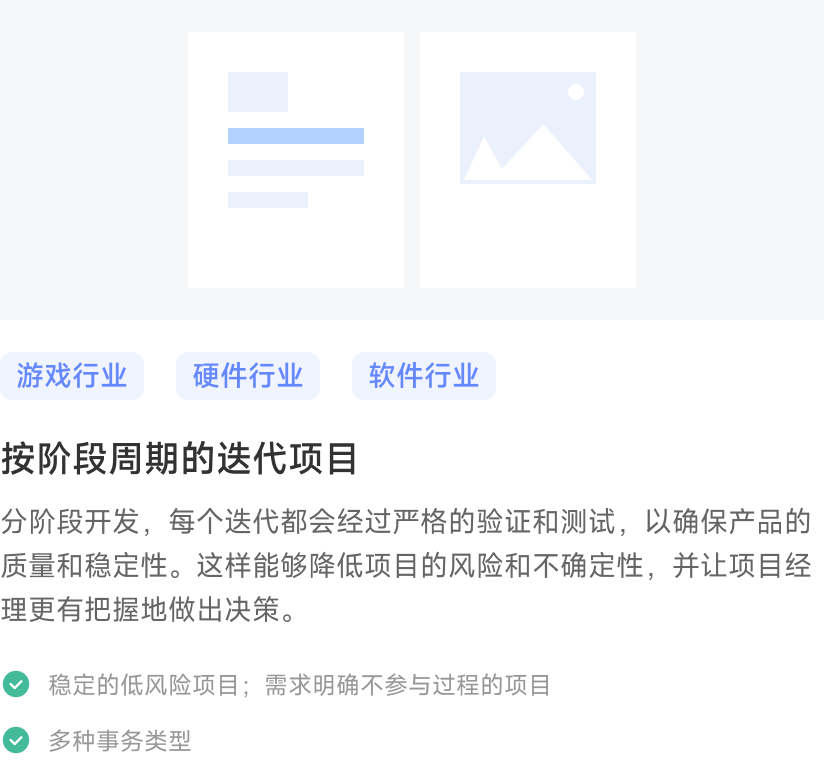 游戏行业 硬件行业 软件行业
按阶段周期的迭代项目
分阶段开发，每个迭代都会经过严格的验证和测试，以确保产品的
质量和稳定性。这样能够降低项目的风险和不确定性，并让项目经
理更有把握地做出决策。
稳定的低风险项目；需求明确不参与过程的项目
多种事务类型